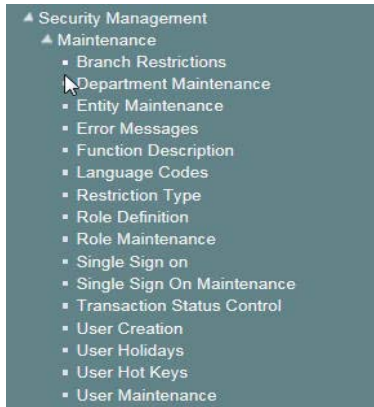 Security Management
Maintenance
Branch Restrictions
Department Maintenance
Entity Maintenance
Error Messages
Function Description
Language Codes
Restriction Type
Role Definition
Role Maintenance
Single Sign on
Single Sign On Maintenance
Transaction Status Control
User Creation
User Holidays
User Hot Keys
User Maintenance